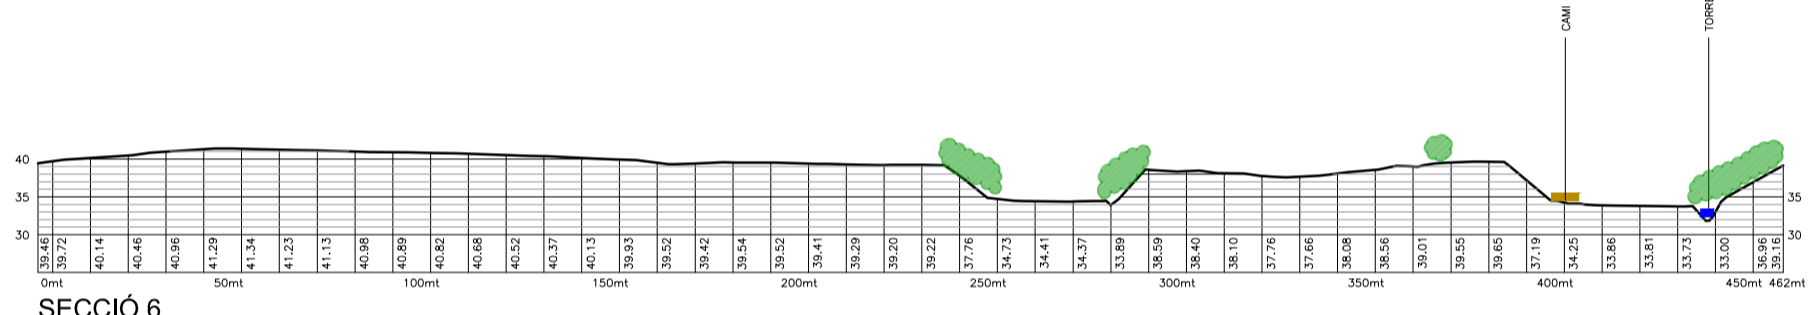 CAMI
TORRE
40
35 35
30 30
39.46 39.72 40.14 40.46 40.96 41.29 41.34 41.23 41.13 40.98 40.89 40.82 40.68 40.52 40.37 40.13 39.93 39.52 39.42 39.54 39.52 39.41 39.29 39.20 39.22 37.76 34.73 34.41 34.37 33.89 38.59 38.40 38.10 37.76 37.66 38.08 38.56 39.01 39.55 39.65 37.19 34.25 33.86 33.81 33.73 33.00 36.96 39.16
0mt 50mt 100mt 150mt 200mt 250mt 300mt 350mt 400mt 450mt 462mt
SECCIÓ 6